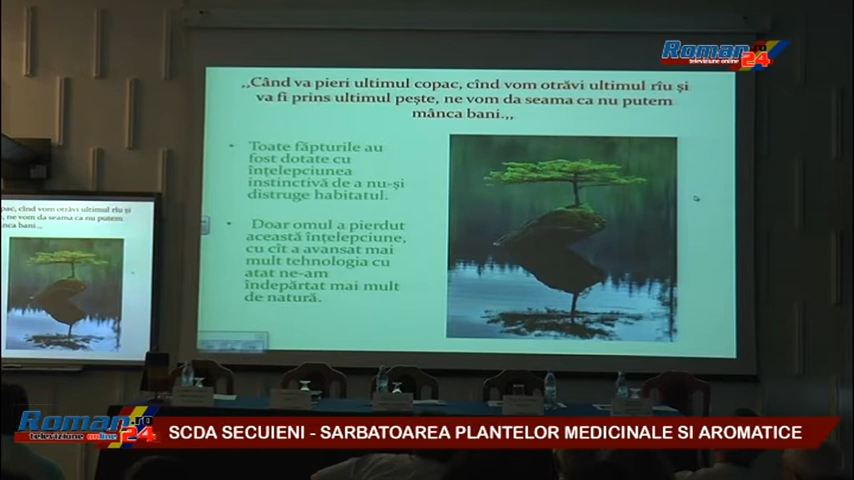 Roman .ro
televiziune online 24
,,Când va pieri ultimul copac, cînd vom otrăvi ultimul rîu și
va fi prins ultimul pește, ne vom da seama ca nu putem
mânca bani.,,
• Toate făpturile au
fost dotate cu
înțelepciunea
instinctivă de a nu-și
distruge habitatul.
• Doar omul a pierdut
această înțelepciune,
cu cît a avansat mai
mult tehnologia cu
atat ne-am
îndepărtat mai mult
de natură.
opac, cînd vom otrăvi ultimul rîu și
, ne vom da seama ca nu putem
nca bani.,,
Roman .ro
televiziune online 24
SCDA SECUIENI - SARBATOAREA PLANTELOR MEDICINALE SI AROMATICE